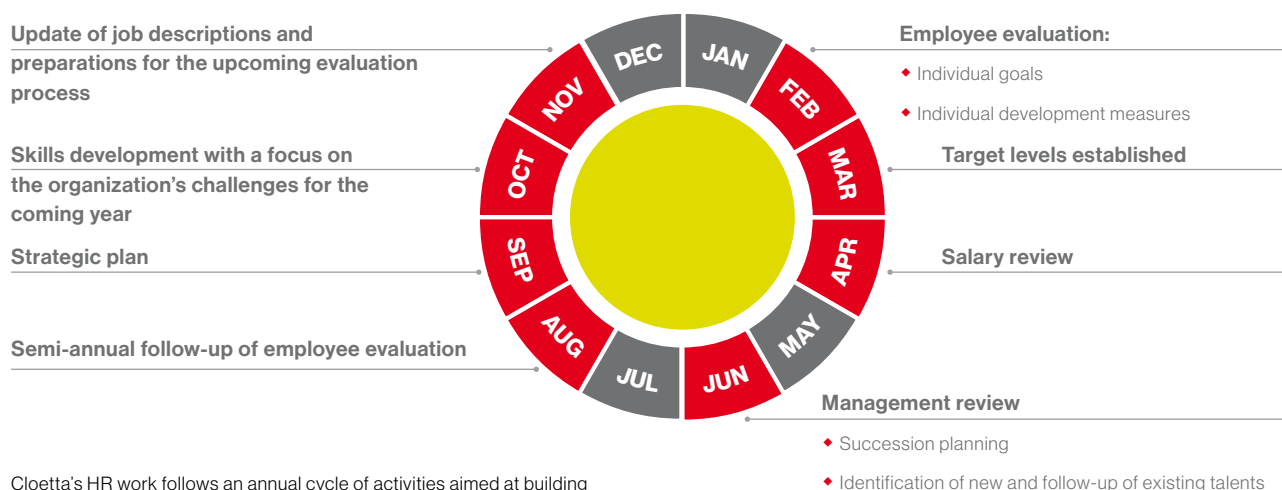 Update of job descriptions and
preparations for the upcoming evaluation
process
Skills development with a focus on
the organization's challenges for the
coming year
Strategic plan
Semi-annual follow-up of employee evaluation
JAN
FEB
MAR
APR
MAY
JUN
JUL
AUG
SEP
OCT
NOV
DEC
Employee evaluation:
◆ Individual goals
◆ Individual development measures
Target levels established
Salary review
Management review
◆ Succession planning
◆ Identification of new and follow-up of existing talents
Cloetta's HR work follows an annual cycle of activities aimed at building